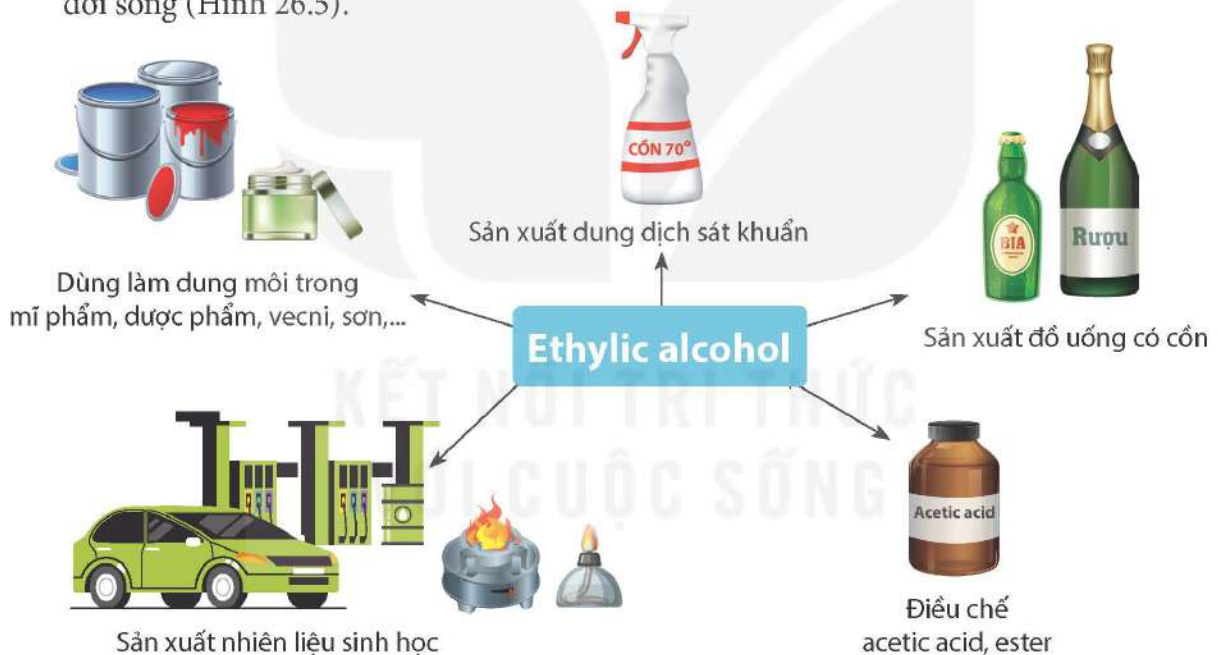 đời sống (Hình 26.5).
CỒN 70°
Sản xuất dung dịch sát khuẩn
BIA
Rượu
Dùng làm dung môi trong
mĩ phẩm, dược phẩm, vecni, sơn,...
Ethylic alcohol
Sản xuất đồ uống có cồn
KẾT NỐI TRI THỨC
CUỘC SỐNG
Acetic acid
Sản xuất nhiên liệu sinh học
Điều chế
acetic acid, ester